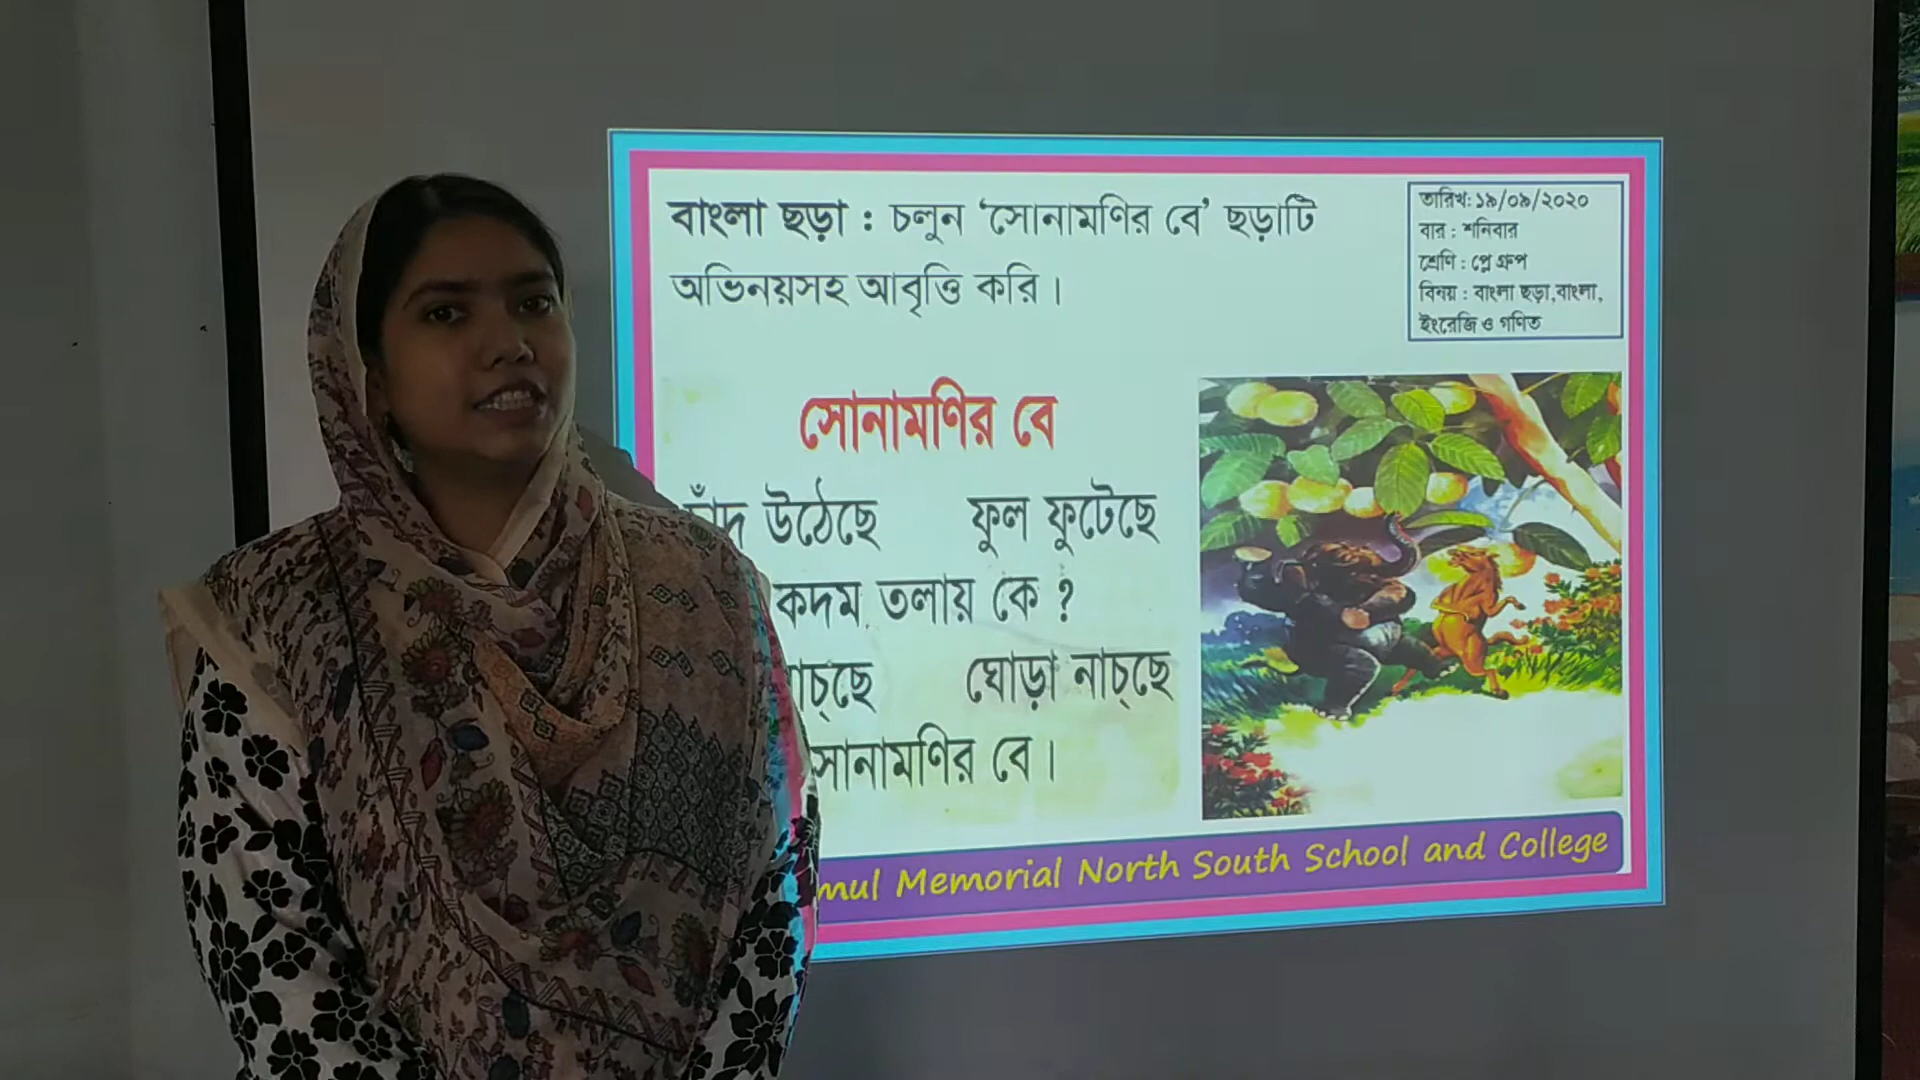 বাংলা ছড়া : চলুন ‘সোনামণির বে’ ছড়াটি
অভিনয়সহ আবৃত্তি করি ।
তারিখ: ১৯/০৯/২০২০
বার : শনিবার
শ্রেণি : প্লে গ্রুপ
বিষয় : বাংলা ছড়া,বাংলা,
ইংরেজি ও গণিত
সোনামণির বে
উঠেছে ফুল ফুটেছে
কদম তলায় কে ?
ঘোড়া নাচ্ছে
বে ।
Memorial North South School and College